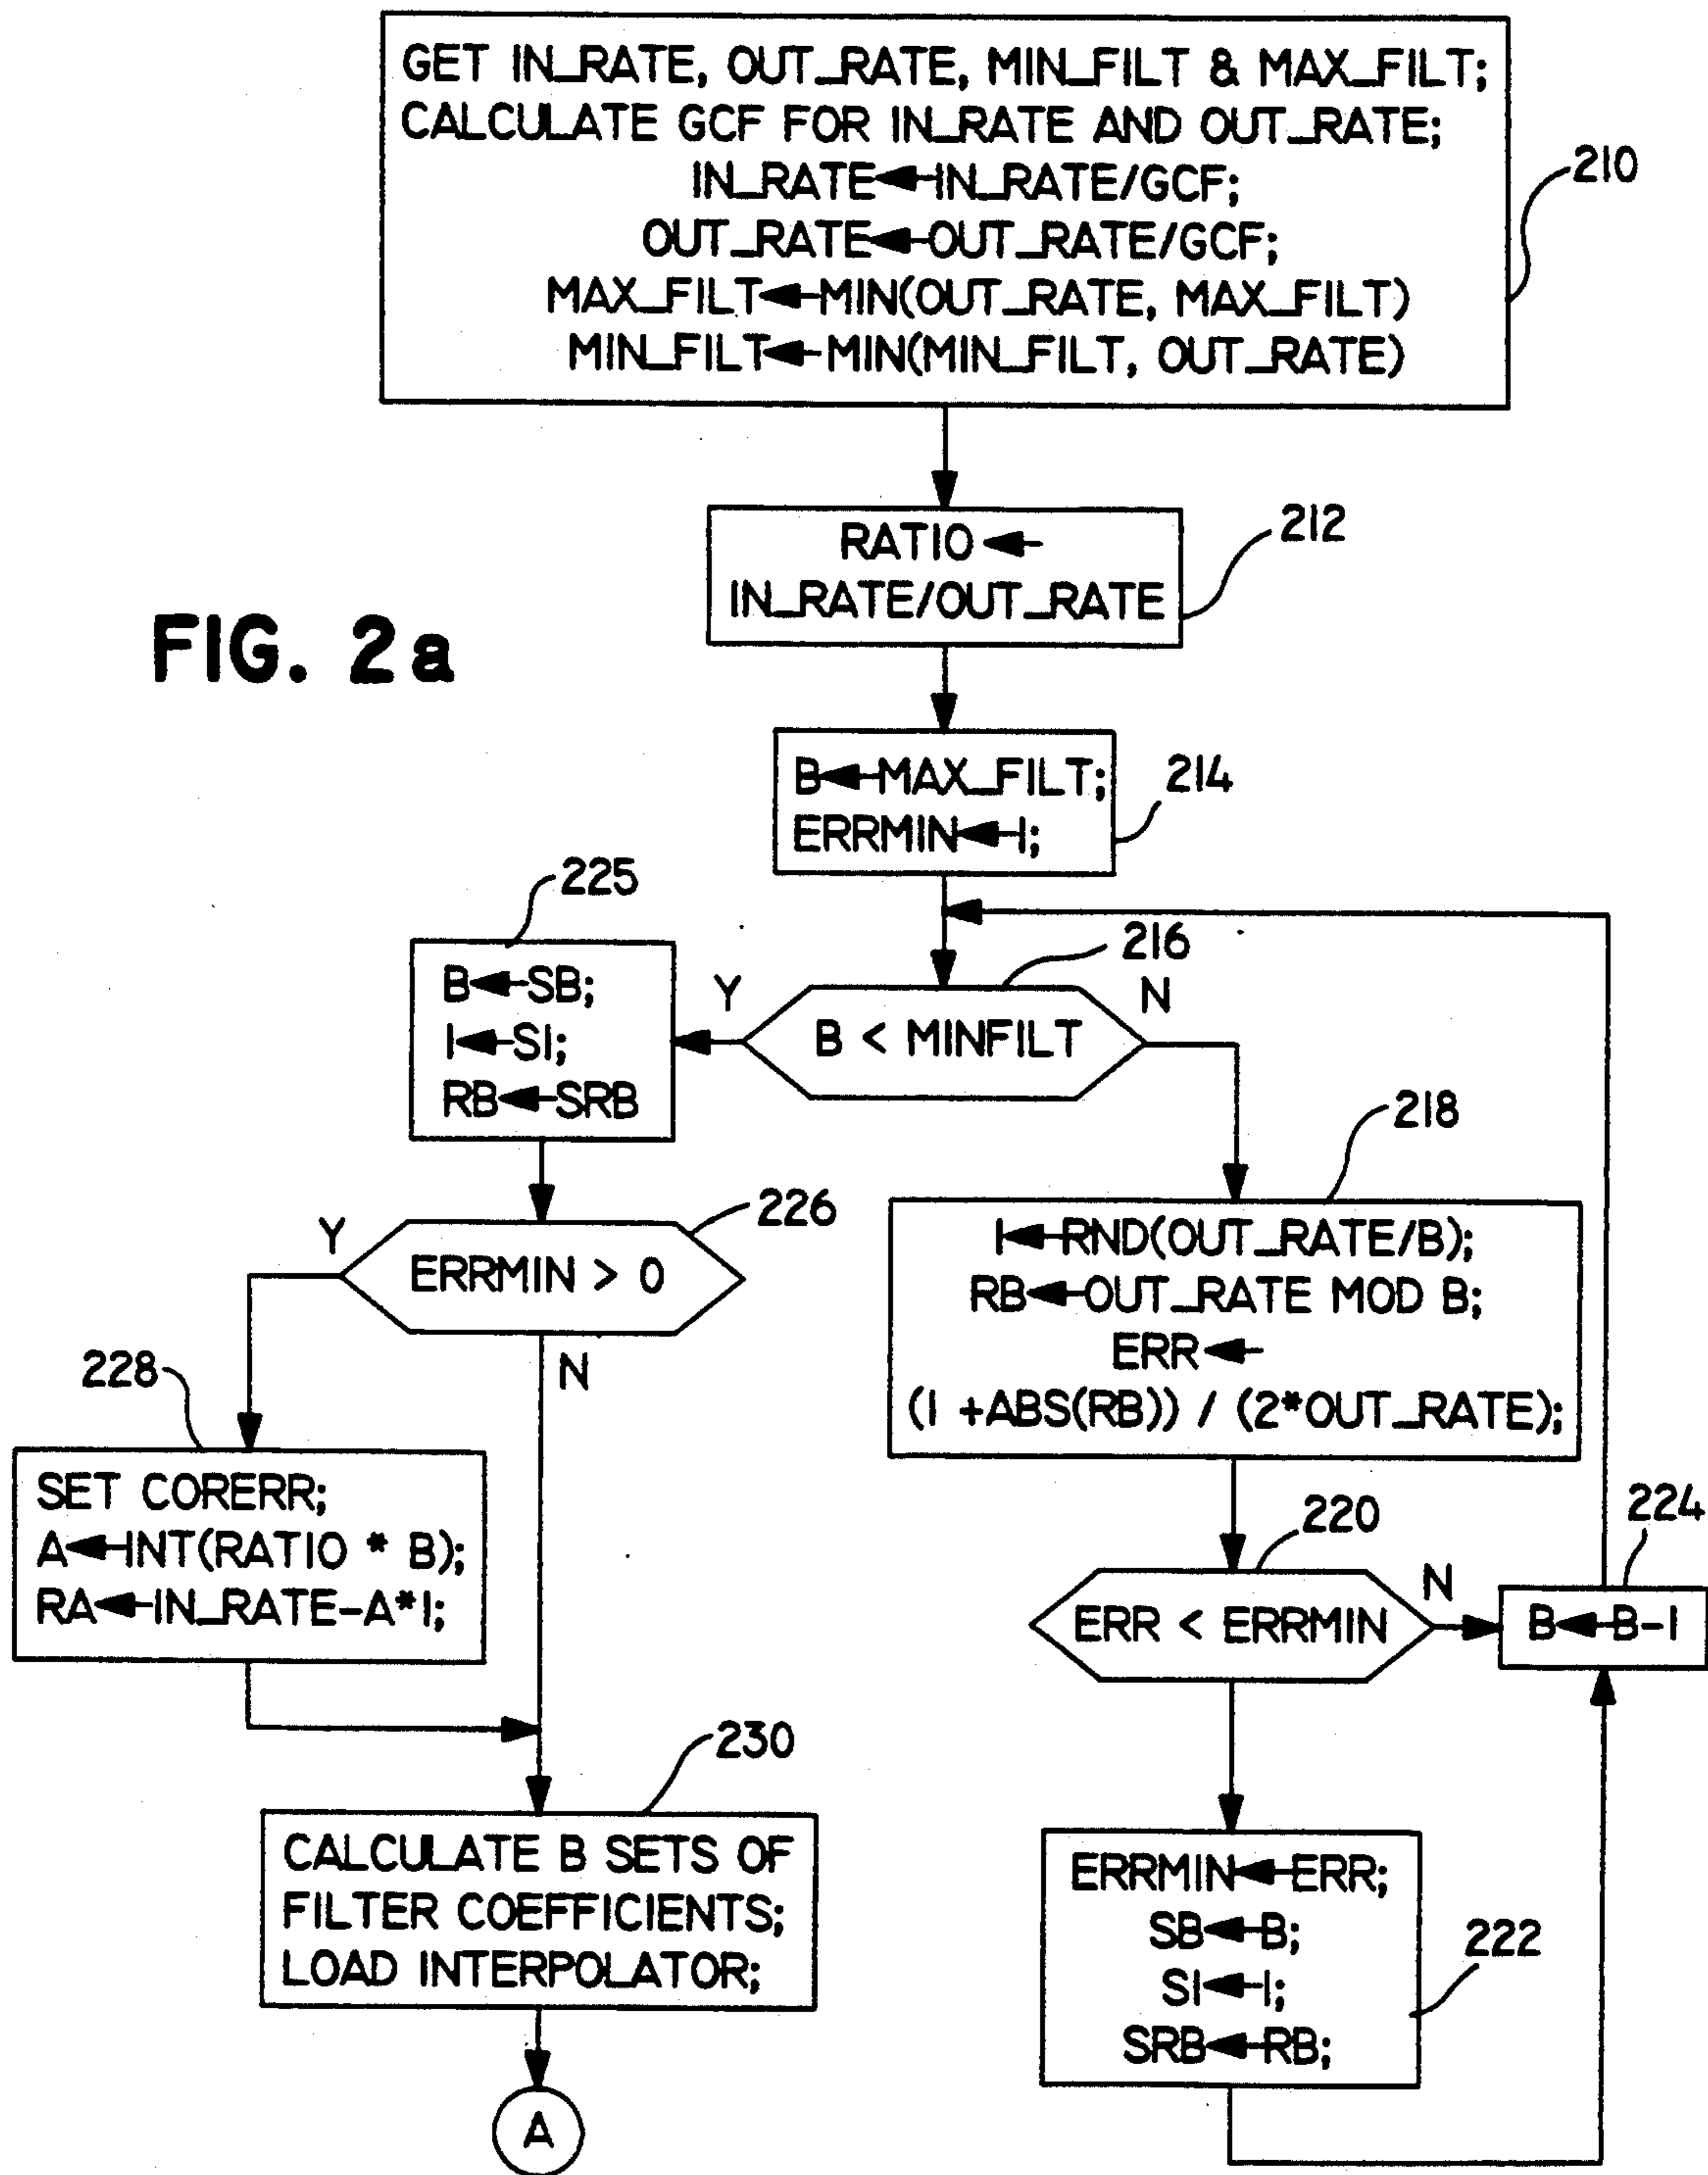 GET IN_RATE, OUT_RATE, MIN_FILT & MAX_FILT;
CALCULATE GCF FOR IN_RATE AND OUT_RATE;
IN_RATE←IN_RATE/GCF;
OUT_RATE←OUT_RATE/GCF;
MAX_FILT←MIN(OUT_RATE, MAX_FILT)
MIN_FILT←MIN(MIN_FILT, OUT_RATE)
210
RATIO←
IN_RATE/OUT_RATE
212
FIG. 2a
B←MAX_FILT;
ERRMIN←1;
214
225
B←SB;
I←SI;
RB←SRB
216
Y
N
B < MINFILT
218
I←RND(OUT_RATE/B);
RB←OUT_RATE MOD B;
ERR←
(1 +ABS(RB)) / (2*OUT_RATE);
226
Y
ERRMIN > 0
N
228
SET CORERR;
A←INT(RATIO * B);
RA←IN_RATE-A*I;
220
ERR < ERRMIN
N
224
B←B-1
230
CALCULATE B SETS OF
FILTER COEFFICIENTS;
LOAD INTERPOLATOR;
ERRMIN←ERR;
SB←B;
SI←I;
SRB←RB;
222
A